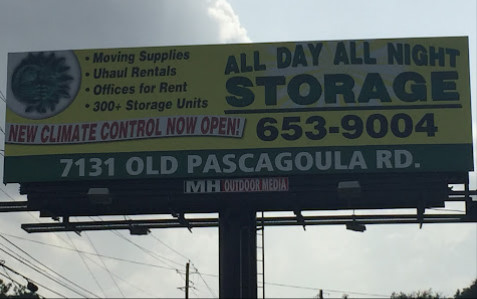 • Moving Supplies
• Uhaul Rentals
• Offices for Rent
• 300+ Storage Units
ALL DAY ALL NIGHT
STORAGE
NEW CLIMATE CONTROL NOW OPEN!
653-9004
7131 OLD PASCAGOULA RD.
MH OUTDOOR MEDIA